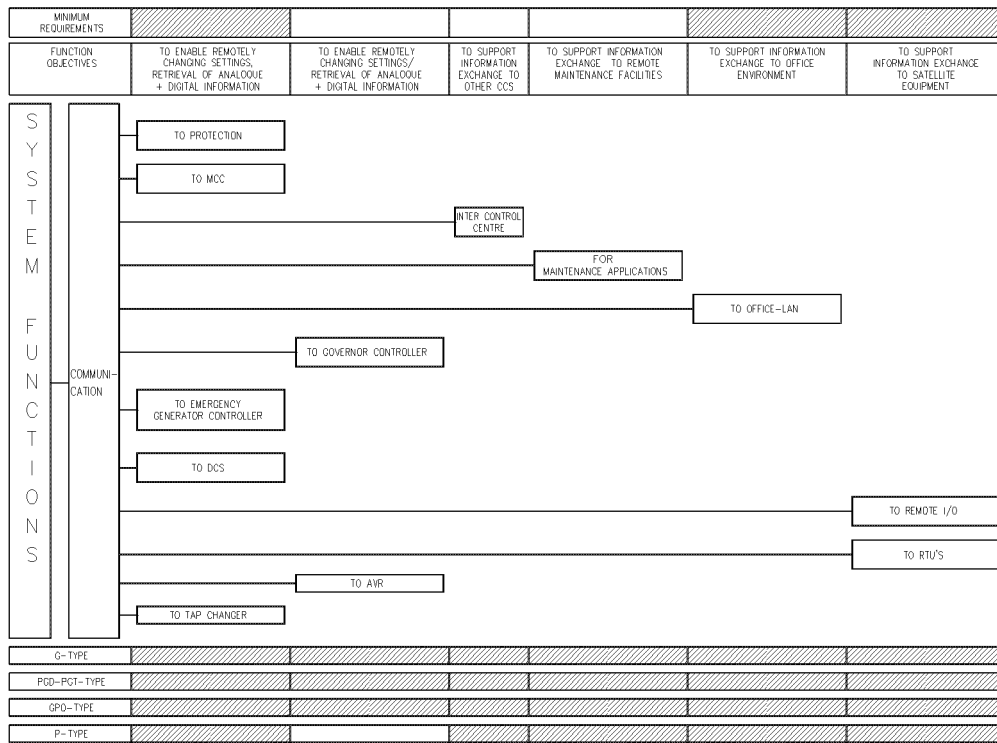 MINIMUM
REQUIREMENTS
FUNCTION
OBJECTIVES
TO ENABLE REMOTELY
CHANGING SETTINGS,
RETRIEVAL OF ANALOQUE
+ DIGITAL INFORMATION
TO ENABLE REMOTELY
CHANGING SETTINGS/
RETRIEVAL OF ANALOQUE
+ DIGITAL INFORMATION
TO SUPPORT
INFORMATION
EXCHANGE TO
OTHER CCS
TO SUPPORT INFORMATION
EXCHANGE TO REMOTE
MAINTENANCE FACILITIES
TO SUPPORT INFORMATION
EXCHANGE TO OFFICE
ENVIRONMENT
TO SUPPORT
INFORMATION EXCHANGE
TO SATELLITE
EQUIPMENT
SYSTEM FUNCTIONS
COMMUNI-
CATION
TO PROTECTION
TO MCC
INTER CONTROL
CENTRE
FOR
MAINTENANCE APPLICATIONS
TO OFFICE-LAN
TO GOVERNOR CONTROLLER
TO EMERGENCY
GENERATOR CONTROLLER
TO DCS
TO REMOTE I/O
TO RTU'S
TO AVR
TO TAP CHANGER
G-TYPE
PGD-PGT-TYPE
GPO-TYPE
P-TYPE